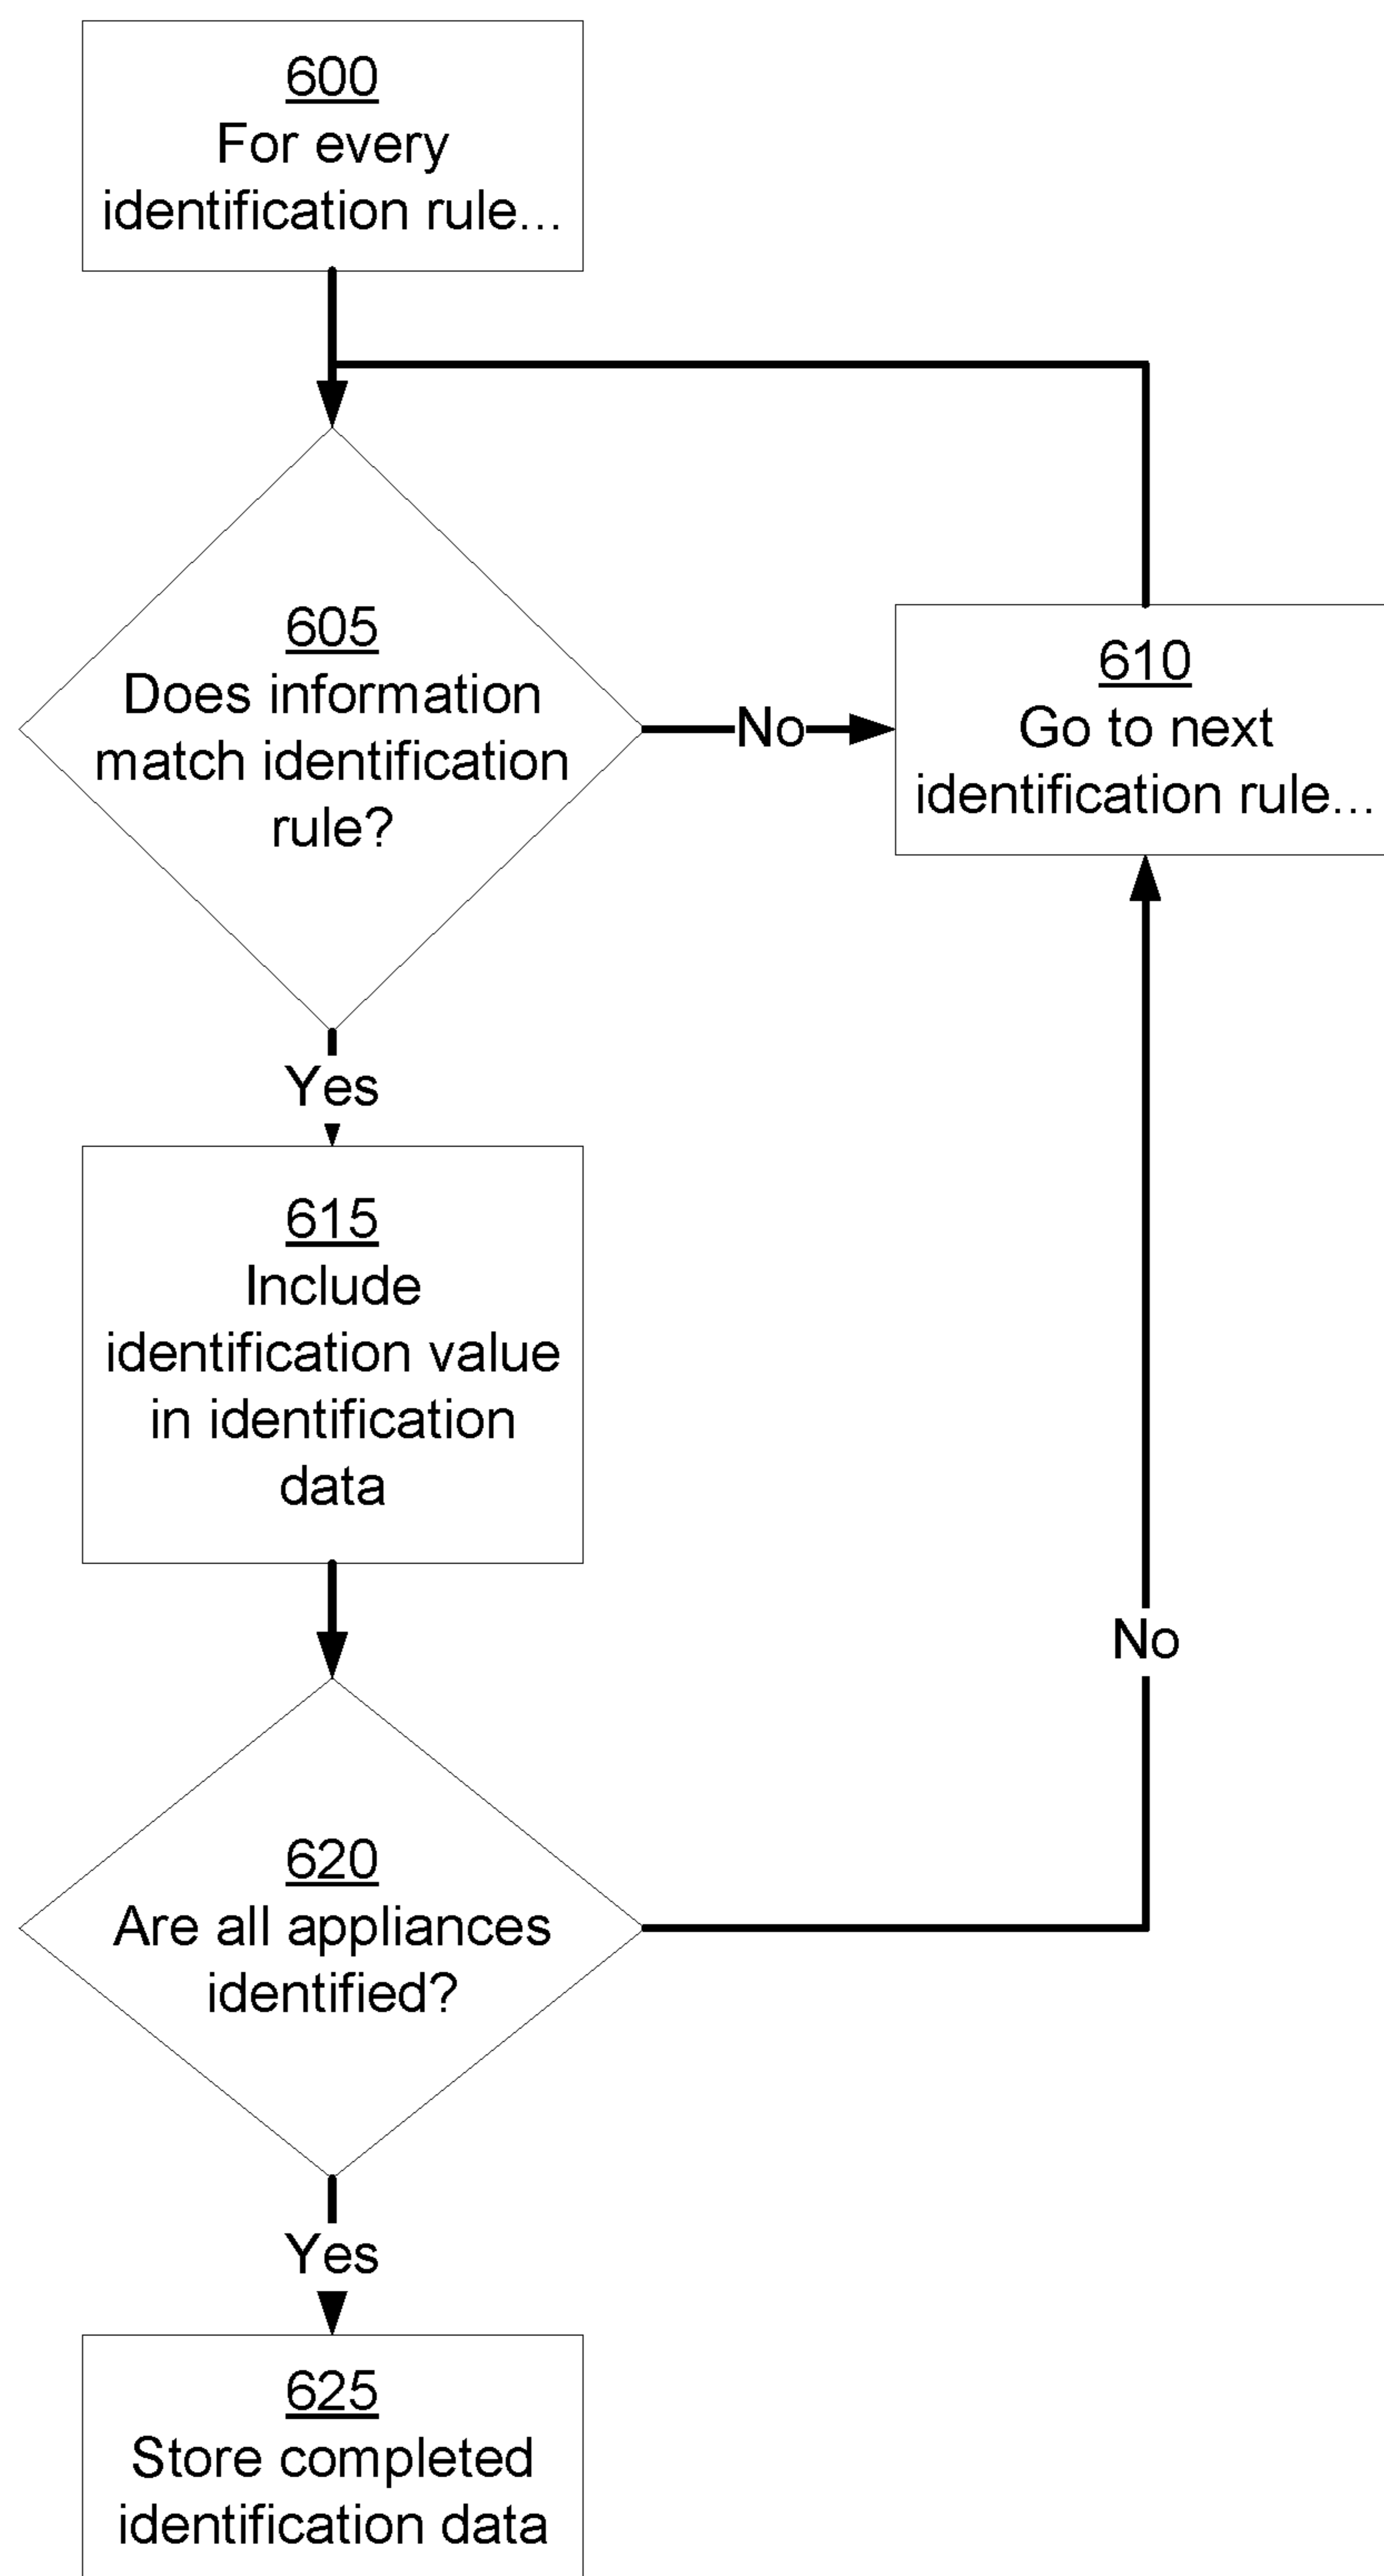 600
For every
identification rule...
605
Does information
match identification
rule?
No
610
Go to next
identification rule...
Yes
615
Include
identification value
in identification
data
No
620
Are all appliances
identified?
Yes
625
Store completed
identification data